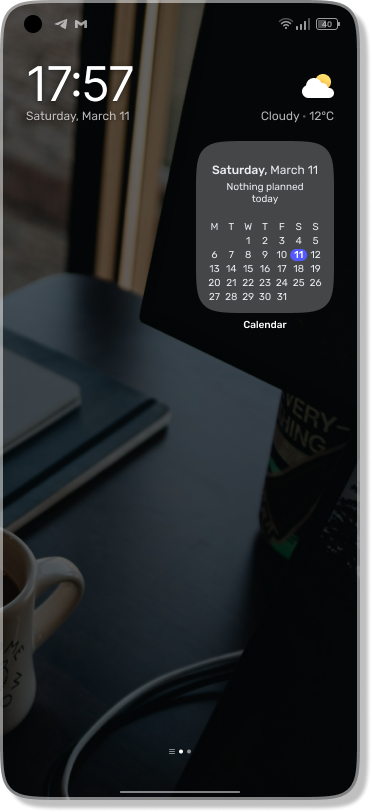 40
17:57
Saturday, March 11
Cloudy • 12°C
Saturday, March 11
Nothing planned
today
M T W T F S S
1 2 3 4 5
6 7 8 9 10 11 12
13 14 15 16 17 18 19
20 21 22 23 24 25 26
27 28 29 30 31
Calendar
VERY-
HING
ME